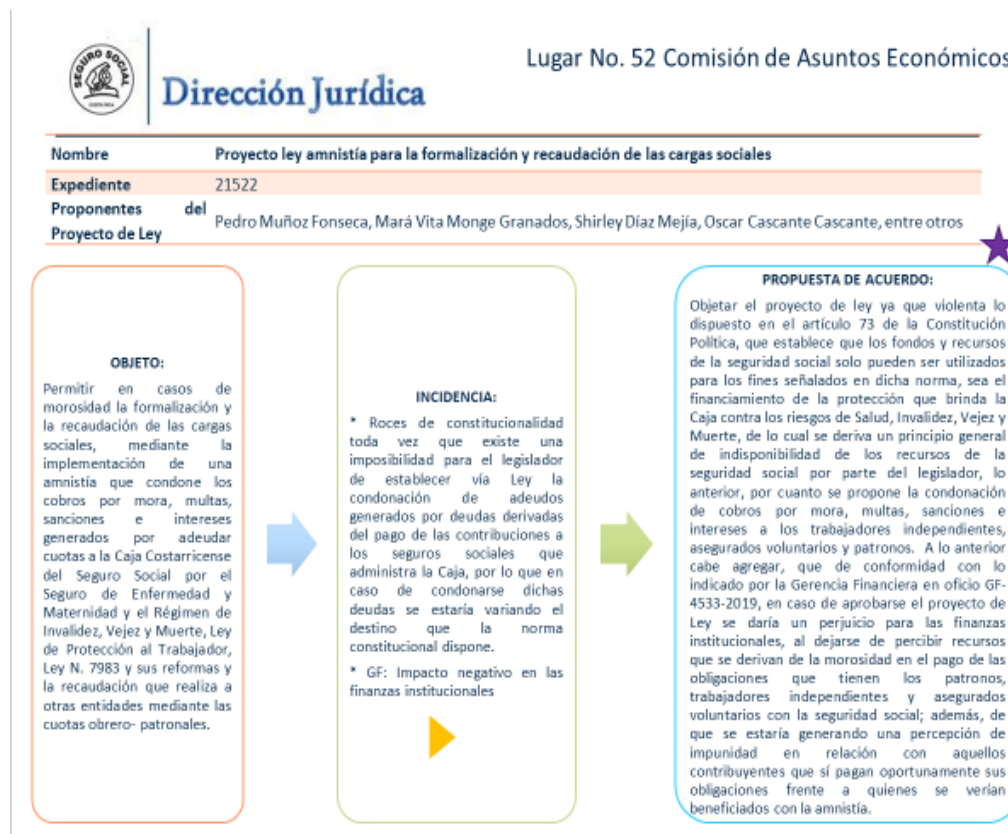 Lugar No. 52 Comisión de Asuntos Económicos
SEGURO SOCIAL
COSTA RICA
Dirección Jurídica
Nombre Proyecto ley amnistía para la formalización y recaudación de las cargas sociales
Expediente 21522
Proponentes del
Proyecto de Ley
Pedro Muñoz Fonseca, Mará Vita Monge Granados, Shirley Díaz Mejía, Oscar Cascante Cascante, entre otros
OBJETO:
Permitir en casos de
morosidad la formalización y
la recaudación de las cargas
sociales, mediante la
implementación de una
amnistía que condone los
cobros por mora, multas,
sanciones e intereses
generados por adeudar
cuotas a la Caja Costarricense
del Seguro Social por el
Seguro de Enfermedad y
Maternidad y el Régimen de
Invalidez, Vejez y Muerte, Ley
de Protección al Trabajador,
Ley N. 7983 y sus reformas y
la recaudación que realiza a
otras entidades mediante las
cuotas obrero- patronales.
INCIDENCIA:
* Roces de constitucionalidad
toda vez que existe una
imposibilidad para el legislador
de establecer vía Ley la
condonación de adeudos
generados por deudas derivadas
del pago de las contribuciones a
los seguros sociales que
administra la Caja, por lo que en
caso de condonarse dichas
deudas se estaría variando el
destino que la norma
constitucional dispone.
* GF: Impacto negativo en las
finanzas institucionales
PROPUESTA DE ACUERDO:
Objetar el proyecto de ley ya que violenta lo
dispuesto en el artículo 73 de la Constitución
Política, que establece que los fondos y recursos
de la seguridad social solo pueden ser utilizados
para los fines señalados en dicha norma, sea el
financiamiento de la protección que brinda la
Caja contra los riesgos de Salud, Invalidez, Vejez y
Muerte, de lo cual se deriva un principio general
de indisponibilidad de los recursos de la
seguridad social por parte del legislador, lo
anterior, por cuanto se propone la condonación
de cobros por mora, multas, sanciones e
intereses a los trabajadores independientes,
asegurados voluntarios y patronos. A lo anterior
cabe agregar, que de conformidad con lo
indicado por la Gerencia Financiera en oficio GF-
4533-2019, en caso de aprobarse el proyecto de
Ley se daría un perjuicio para las finanzas
institucionales, al dejarse de percibir recursos
que se derivan de la morosidad en el pago de las
obligaciones que tienen los patronos,
trabajadores independientes y asegurados
voluntarios con la seguridad social; además, de
que se estaría generando una percepción de
impunidad en relación con aquellos
contribuyentes que sí pagan oportunamente sus
obligaciones frente a quienes se verían
beneficiados con la amnistía.